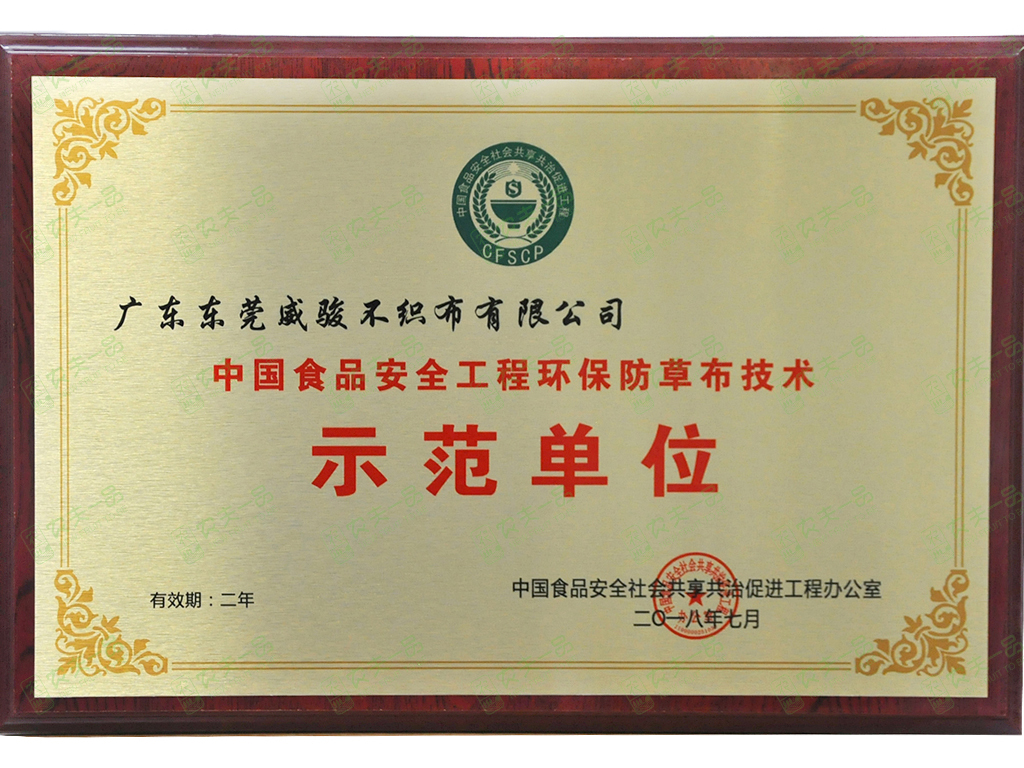 中国食品安全社会共享共治促进工程
CFSCP
广东东莞威骏不织布有限公司
中国食品安全工程环保防草布技术
示范单位
有效期：二年
中国食品安全社会共享共治促进工程办公室
二〇一八年七月
农夫一品